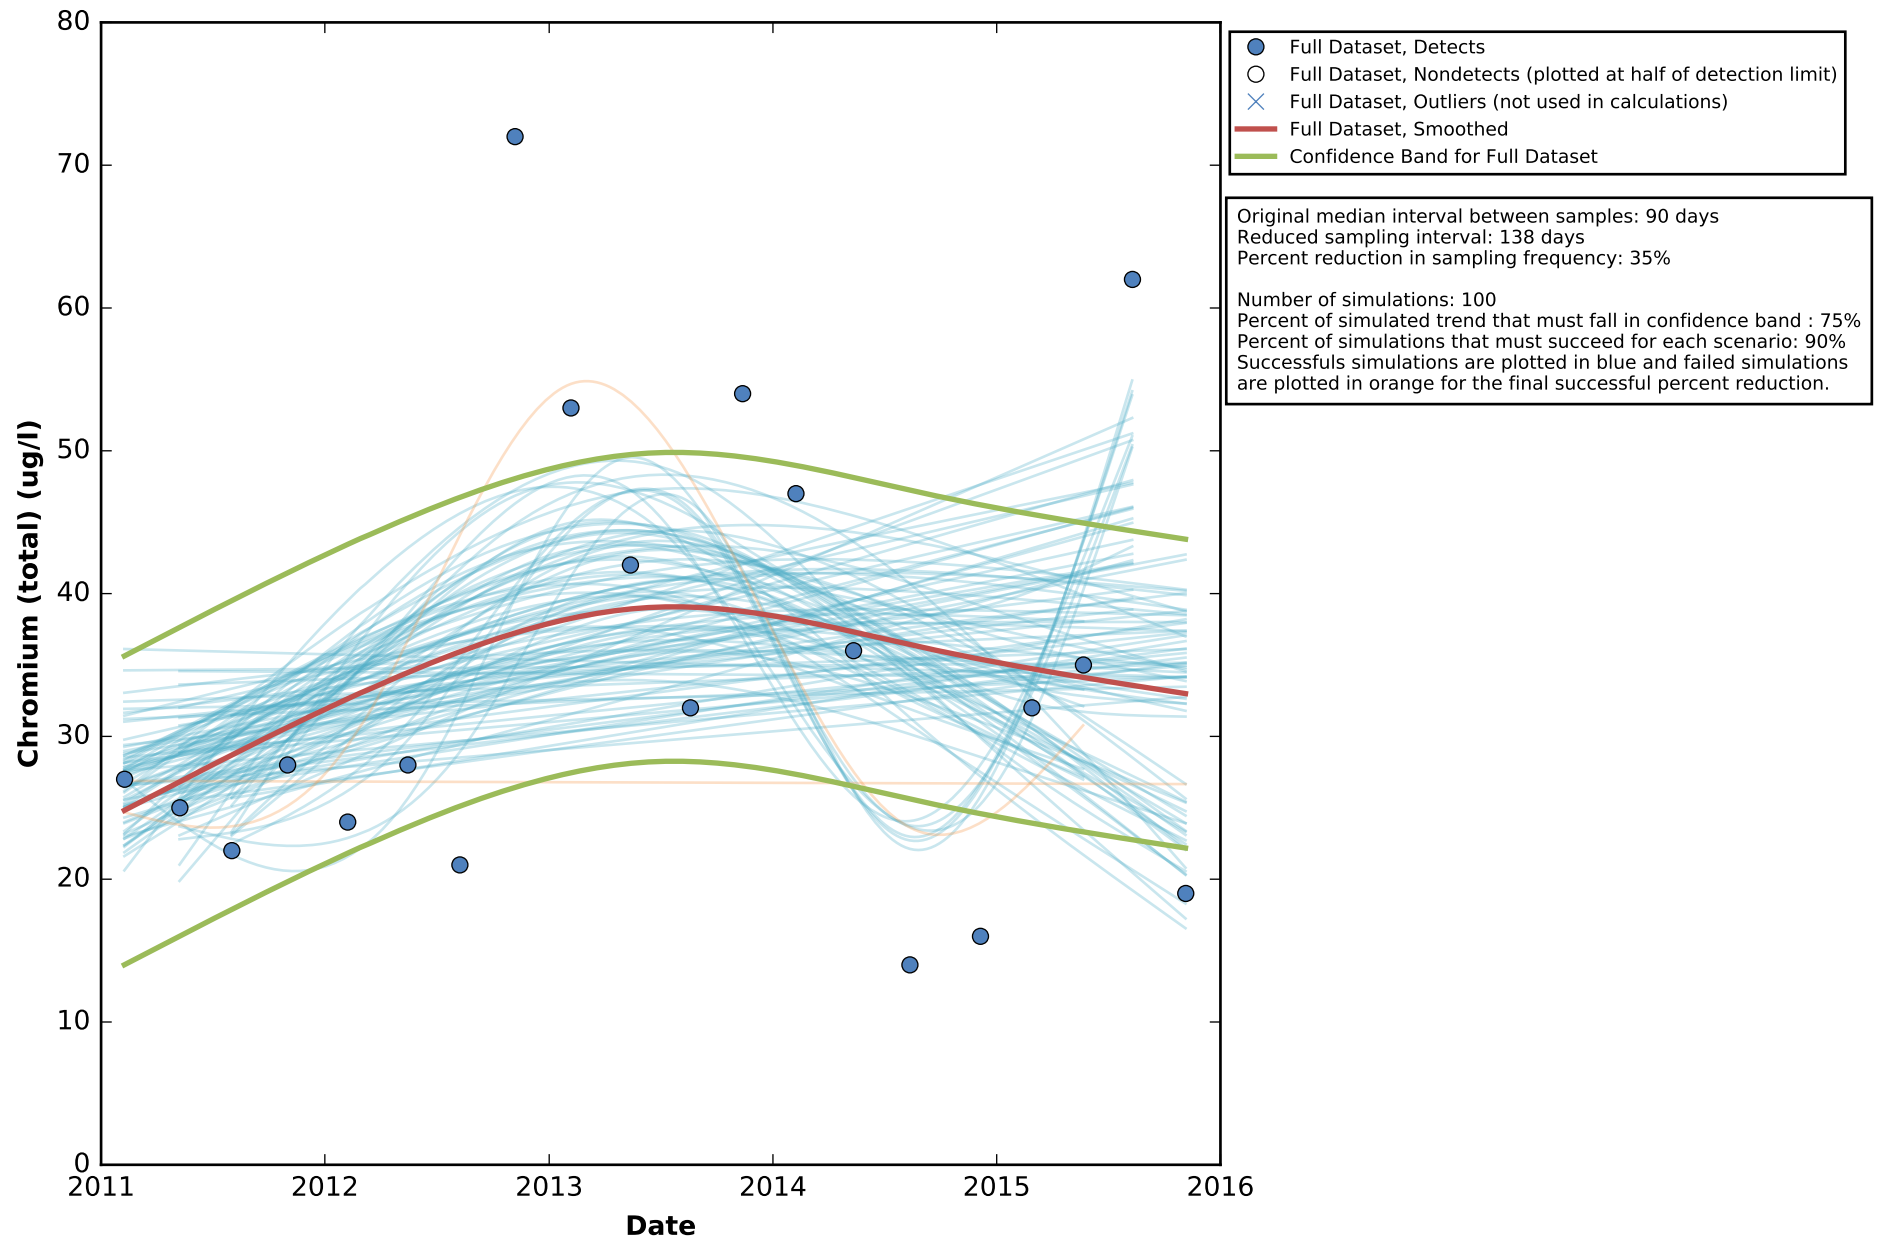 80
70
60
50
40
30
20
10
0
2011 2012 2013 2014 2015 2016
Date
Chromium (total) (ug/l)
Full Dataset, Detects
Full Dataset, Nondetects (plotted at half of detection limit)
Full Dataset, Outliers (not used in calculations)
Full Dataset, Smoothed
Confidence Band for Full Dataset
Original median interval between samples: 90 days
Reduced sampling interval: 138 days
Percent reduction in sampling frequency: 35%
Number of simulations: 100
Percent of simulated trend that must fall in confidence band : 75%
Percent of simulations that must succeed for each scenario: 90%
Successfuls simulations are plotted in blue and failed simulations
are plotted in orange for the final successful percent reduction.